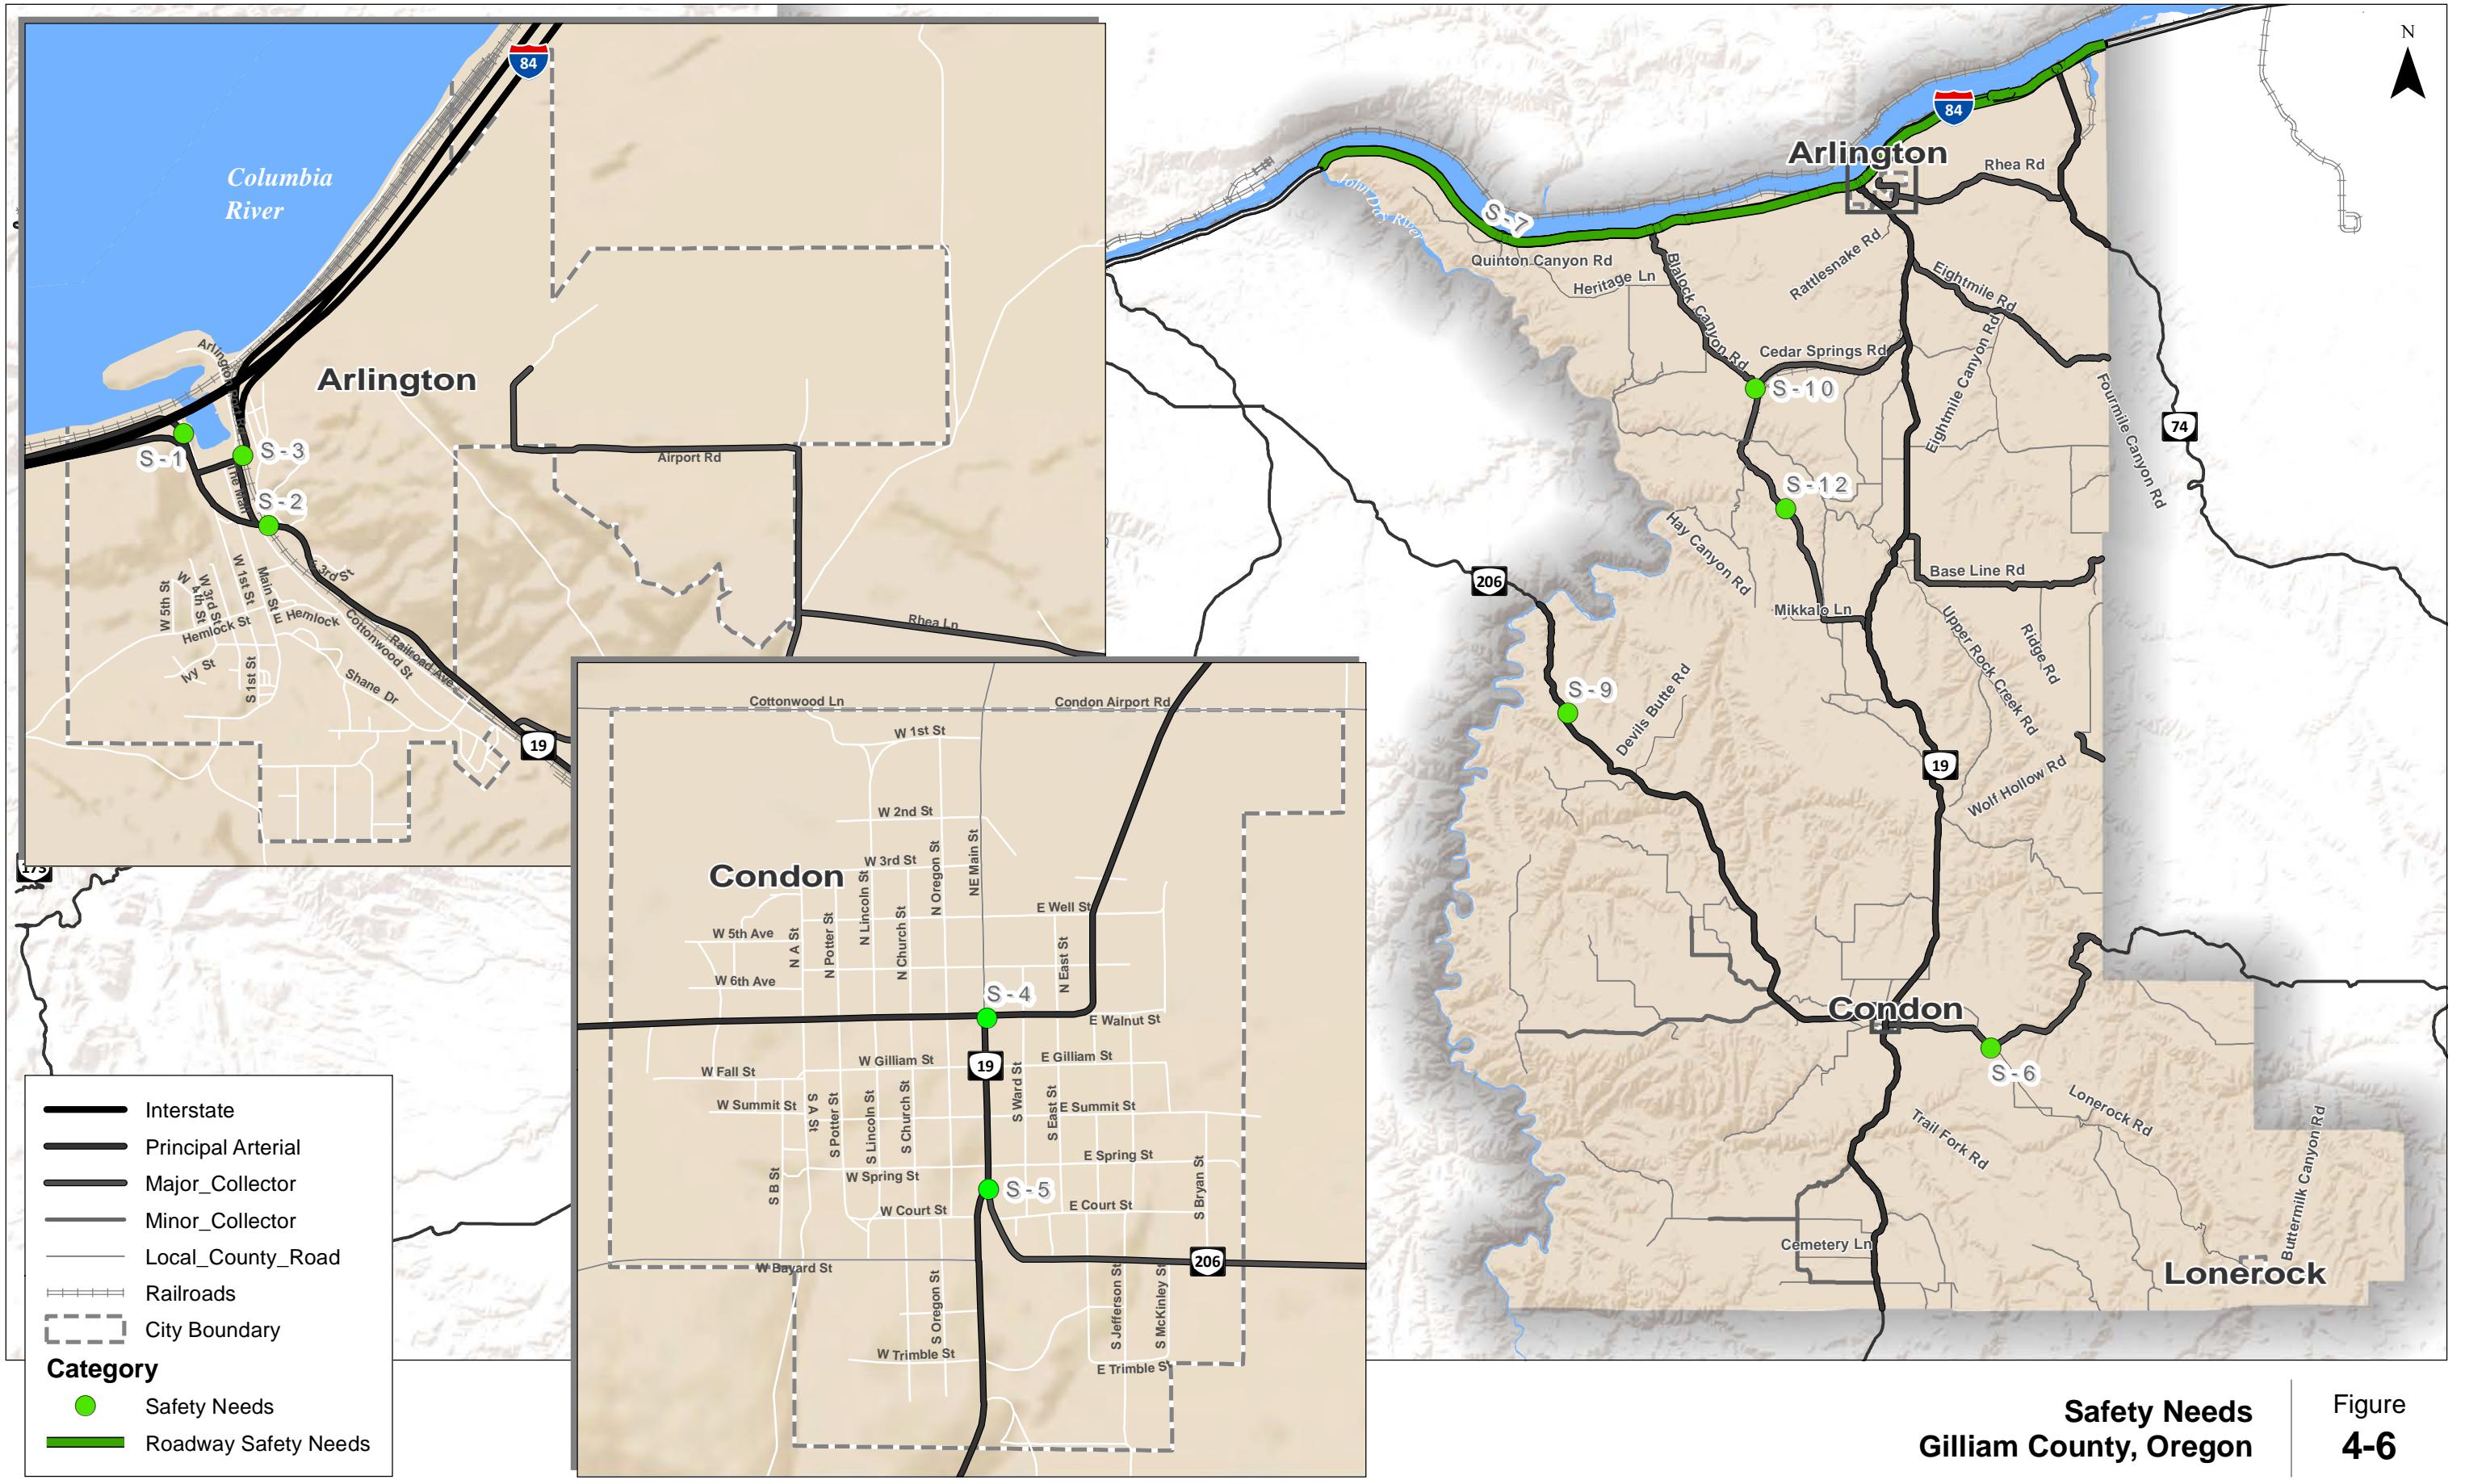 84
Columbia
River
Arlington
Airport Rd
Rhea Ln
S - 1
S - 3
S - 2
3rd St
W 5th St
W 4th St
W 3rd St
W 1st St
Main St
E Hemlock
Hemlock St
Ivy St
S 1st St
Shane Dr
Cottonwood St
Railroad Ave
19
Cottonwood Ln
Condon Airport Rd
W 1st St
W 2nd St
W 3rd St
Condon
N Lincoln St
N Oregon St
NE Main St
N Church St
N Potter St
N A St
W 5th Ave
W 6th Ave
E Well St
N East St
S - 4
E Walnut St
W Gilliam St
19
E Gilliam St
W Fall St
W Summit St
S A St
S Potter St
S Lincoln St
S Church St
S Ward St
S East St
E Summit St
E Spring St
W Spring St
S B St
S - 5
W Court St
E Court St
S Bryan St
206
W Bayard St
S Oregon St
S Jefferson St
S McKinley St
W Trimble St
E Trimble St
N
84
Arlington
Rhea Rd
John Day River
S - 7
Quinton Canyon Rd
Heritage Ln
Blalock Canyon Rd
Rattlesnake Rd
Eightmile Rd
Cedar Springs Rd
Eightmile Canyon Rd
Fourmile Canyon Rd
74
S - 10
S - 12
Hay Canyon Rd
Base Line Rd
206
Mikkalo Ln
Upper Rock Creek Rd
Ridge Rd
S - 9
Devils Butte Rd
19
Wolf Hollow Rd
Condon
S - 6
Lonerock Rd
Trail Fork Rd
Buttermilk Canyon Rd
Cemetery Ln
Lonerock
Interstate
Principal Arterial
Major_Collector
Minor_Collector
Local_County_Road
Railroads
City Boundary
Category
Safety Needs
Roadway Safety Needs
Safety Needs
Gilliam County, Oregon
Figure
4-6